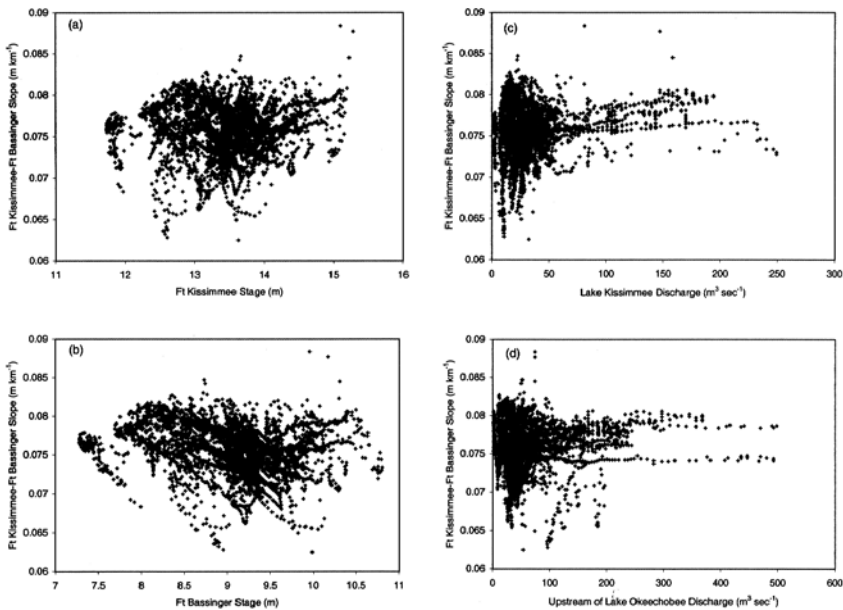 (a)
Ft Kissimmee-Ft Bassinger Slope (m km⁻¹)
0.09
0.085
0.08
0.075
0.07
0.065
0.06
11 12 13 14 15 16
Ft Kissimmee Stage (m)
(c)
Ft Kissimmee-Ft Bassinger Slope (m km⁻¹)
0.09
0.085
0.08
0.075
0.07
0.065
0.06
0 50 100 150 200 250 300
Lake Kissimmee Discharge (m³ sec⁻¹)
(b)
Ft Kissimmee-Ft Bassinger Slope (m km⁻¹)
0.09
0.085
0.08
0.075
0.07
0.065
0.06
7 7.5 8 8.5 9 9.5 10 10.5 11
Ft Bassinger Stage (m)
(d)
Ft Kissimmee-Ft Bassinger Slope (m km⁻¹)
0.09
0.085
0.08
0.075
0.07
0.065
0.06
0 100 200 300 400 500 600
Upstream of Lake Okeechobee Discharge (m³ sec⁻¹)